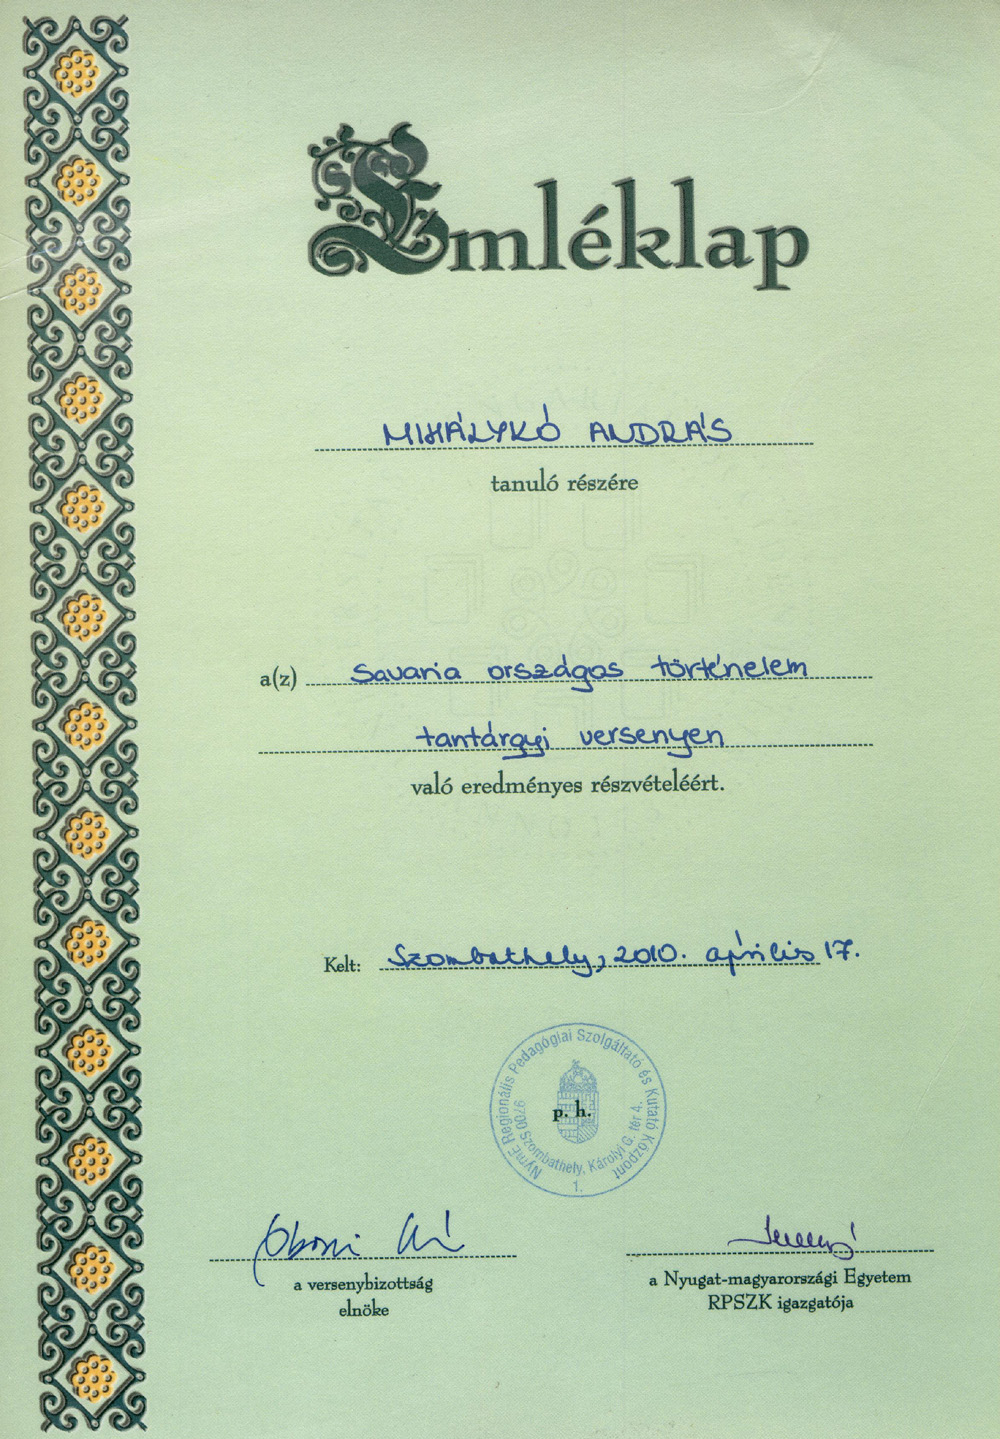 Emléklap
MIHÁLYKÓ ANDRÁS
tanuló részére
a(z) Savaria országos történelem
tantárgyi versenyen
való eredményes részvételéért.
Kelt: Szombathely, 2010. április 17.
NymE Regionális Pedagógiai Szolgáltató és Kutató Központ
9700 Szombathely, Károlyi G. tér 4.
p. h.
1.
a versenybizottság
elnöke
a Nyugat-magyarországi Egyetem
RPSZK igazgatója